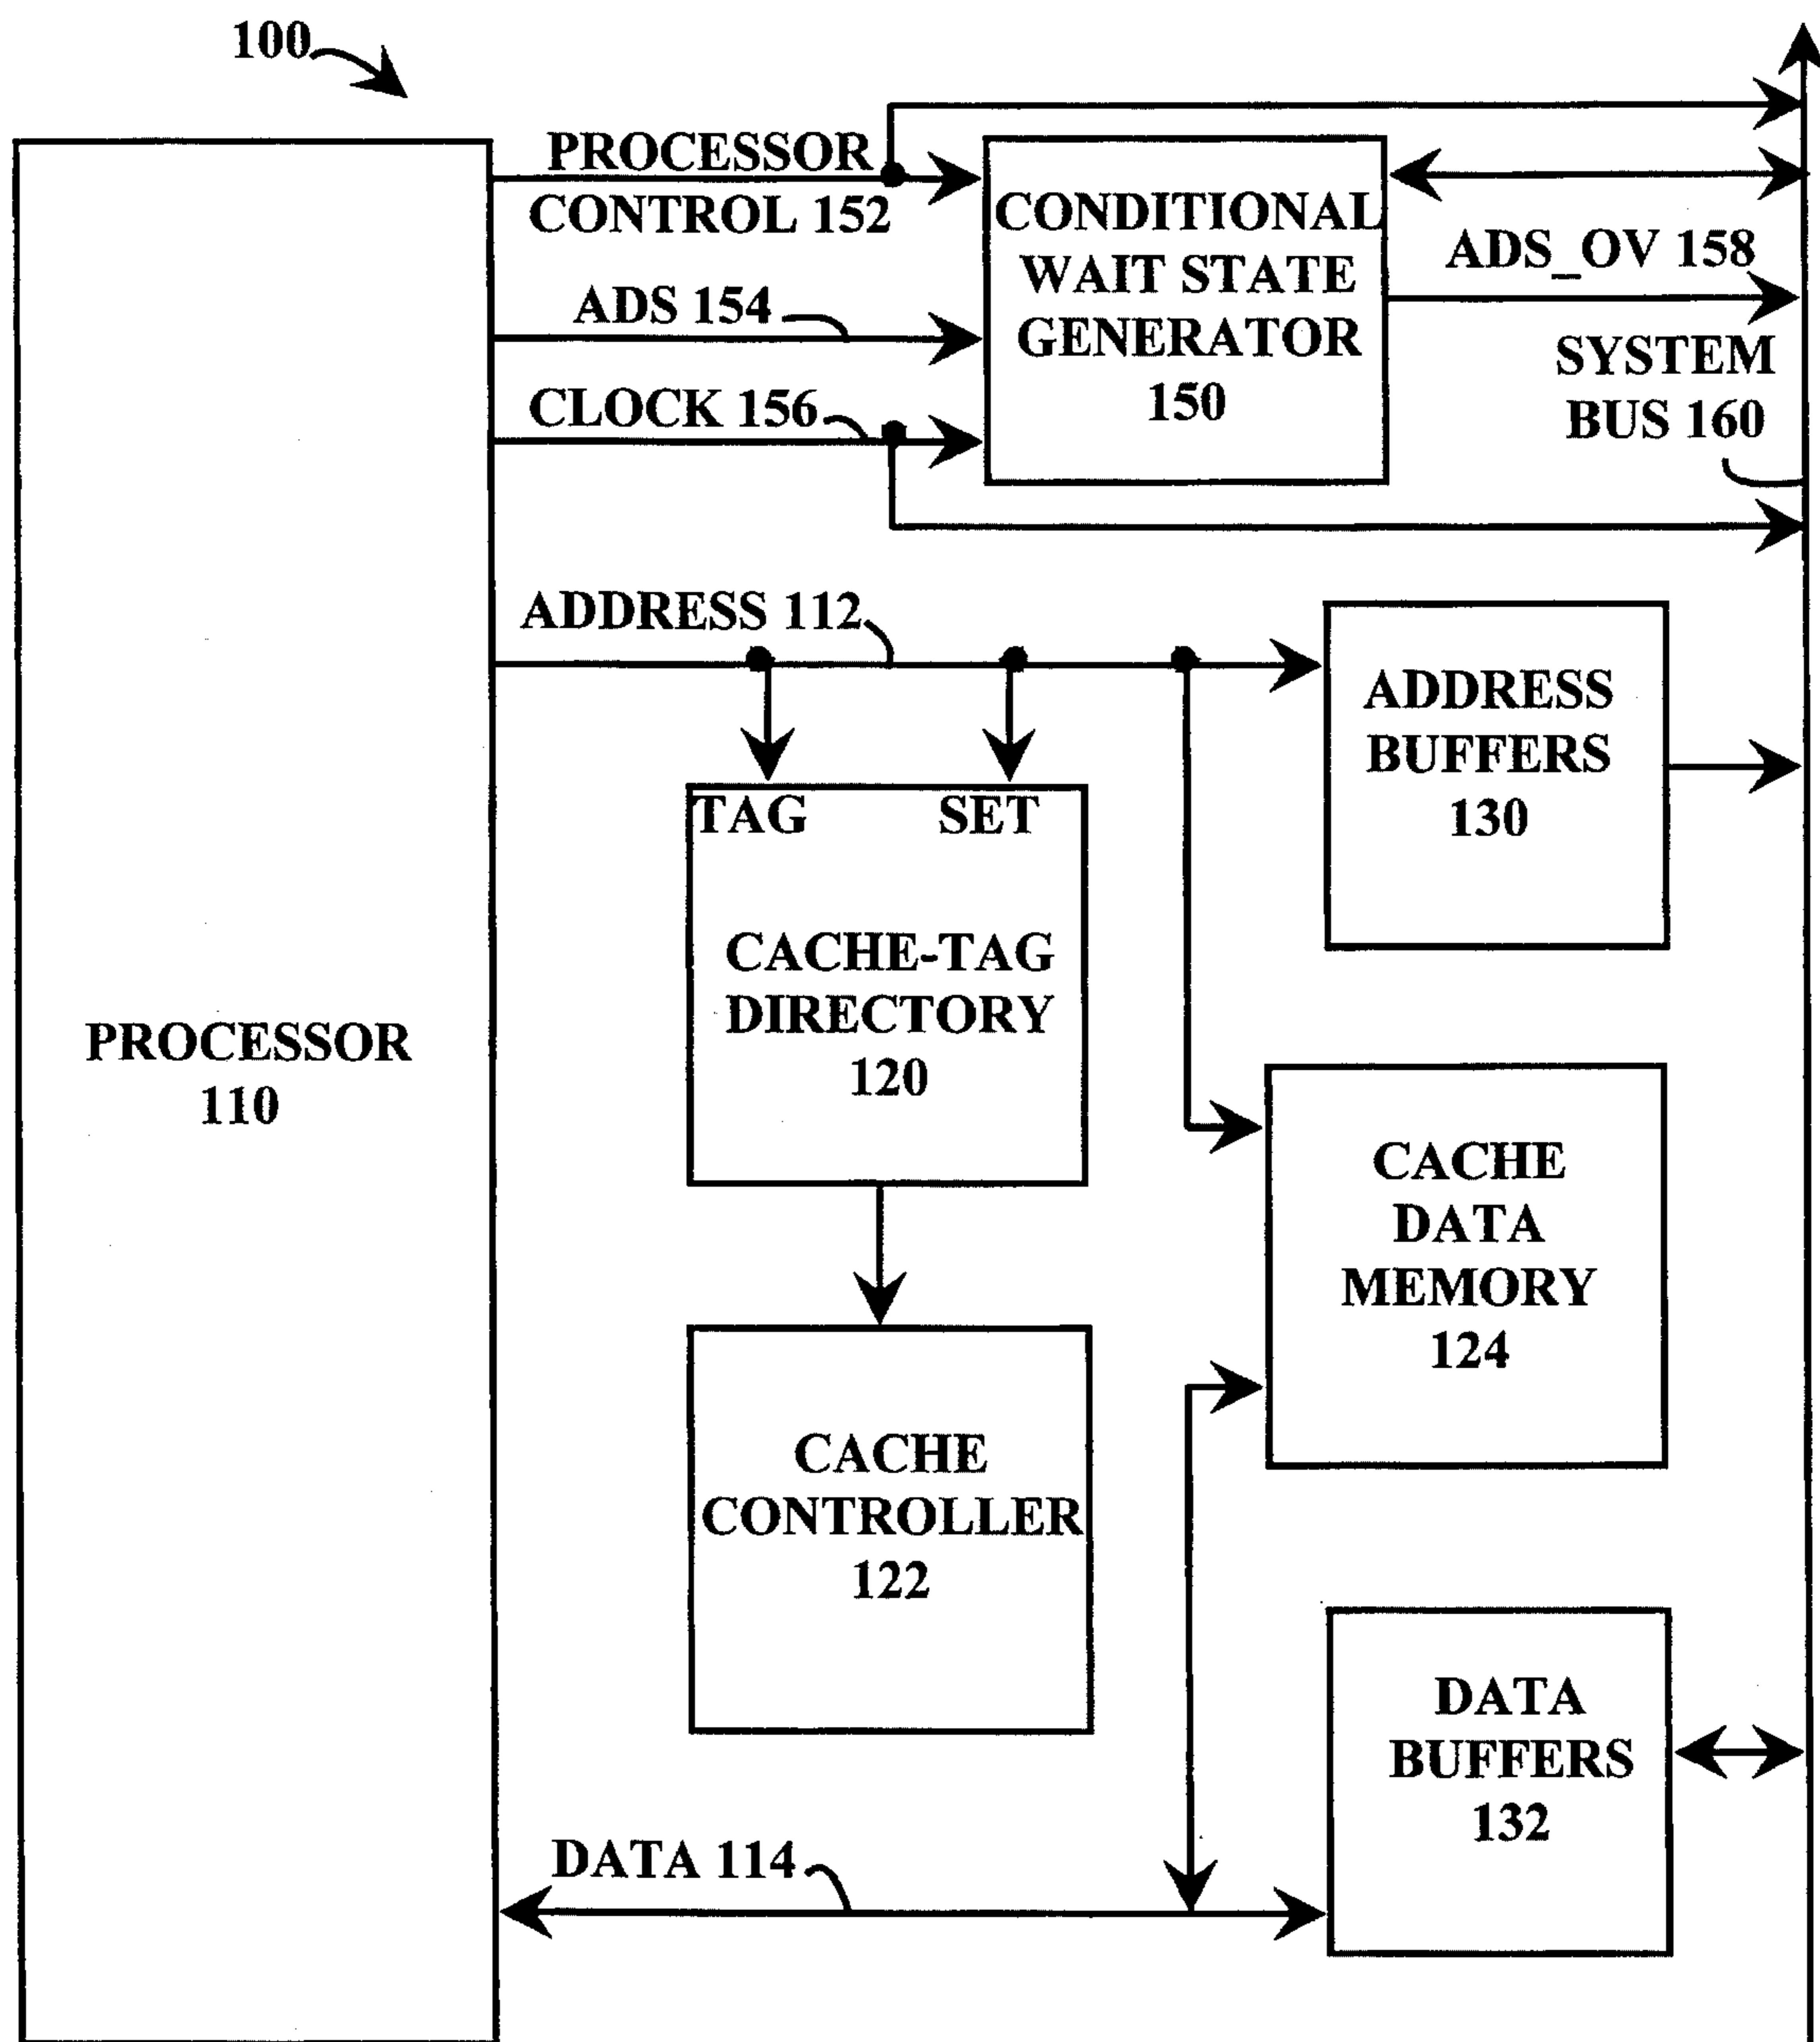 100
PROCESSOR
CONTROL 152
ADS 154
CLOCK 156
CONDITIONAL
WAIT STATE
GENERATOR
150
ADS_OV 158
SYSTEM
BUS 160
ADDRESS 112
ADDRESS
BUFFERS
130
TAG SET
CACHE-TAG
DIRECTORY
120
PROCESSOR
110
CACHE
DATA
MEMORY
124
CACHE
CONTROLLER
122
DATA
BUFFERS
132
DATA 114